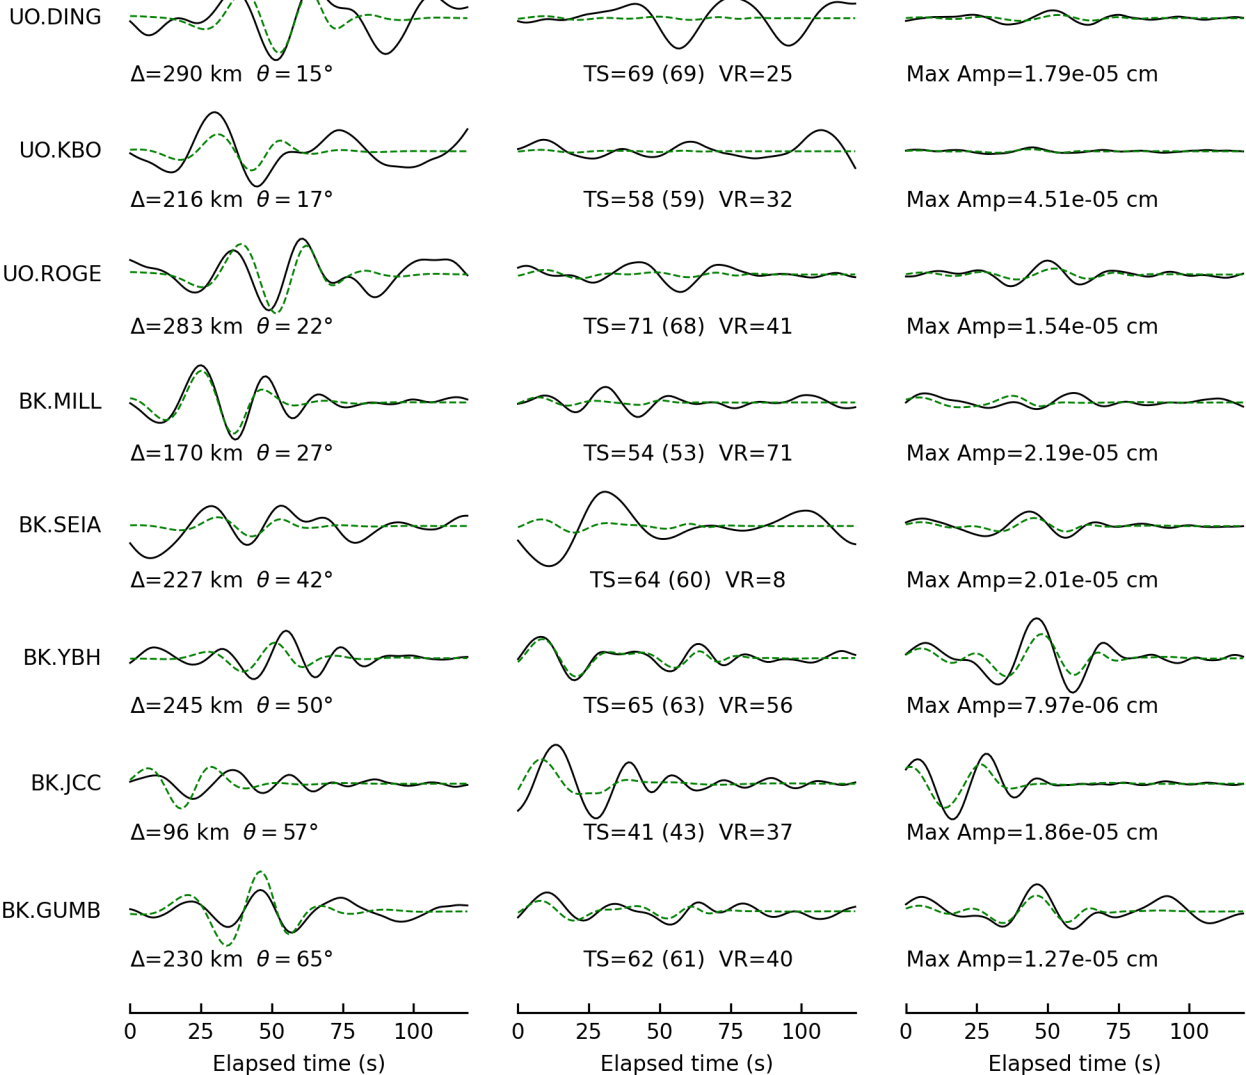 UO.DING
Δ=290 km θ = 15° TS=69 (69) VR=25 Max Amp=1.79e-05 cm
UO.KBO
Δ=216 km θ = 17° TS=58 (59) VR=32 Max Amp=4.51e-05 cm
UO.ROGE
Δ=283 km θ = 22° TS=71 (68) VR=41 Max Amp=1.54e-05 cm
BK.MILL
Δ=170 km θ = 27° TS=54 (53) VR=71 Max Amp=2.19e-05 cm
BK.SEIA
Δ=227 km θ = 42° TS=64 (60) VR=8 Max Amp=2.01e-05 cm
BK.YBH
Δ=245 km θ = 50° TS=65 (63) VR=56 Max Amp=7.97e-06 cm
BK.JCC
Δ=96 km θ = 57° TS=41 (43) VR=37 Max Amp=1.86e-05 cm
BK.GUMB
Δ=230 km θ = 65° TS=62 (61) VR=40 Max Amp=1.27e-05 cm
0 25 50 75 100 0 25 50 75 100 0 25 50 75 100
Elapsed time (s) Elapsed time (s) Elapsed time (s)